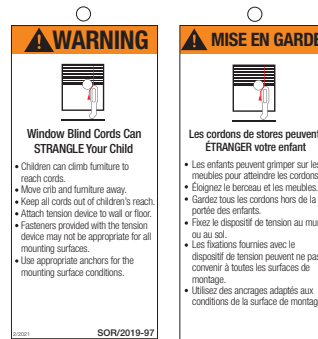 WARNING
Window Blind Cords Can
STRANGLE Your Child
• Children can climb furniture to
reach cords.
• Move crib and furniture away.
• Keep all cords out of children's reach.
• Attach tension device to wall or floor.
• Fasteners provided with the tension
device may not be appropriate for all
mounting surfaces.
• Use appropriate anchors for the
mounting surface conditions.
2/2021 SOR/2019-97
MISE EN GARDE
Les cordons de stores peuvent
ÉTRANGER votre enfant
• Les enfants peuvent grimper sur les
meubles pour atteindre les cordons
• Éloignez le berceau et les meubles.
• Gardez tous les cordons hors de la
portée des enfants.
• Fixez le dispositif de tension au mur
ou au sol.
• Les fixations fournies avec le
dispositif de tension peuvent ne pas
convenir à toutes les surfaces de
montage.
• Utilisez des ancrages adaptés aux
conditions de la surface de montag